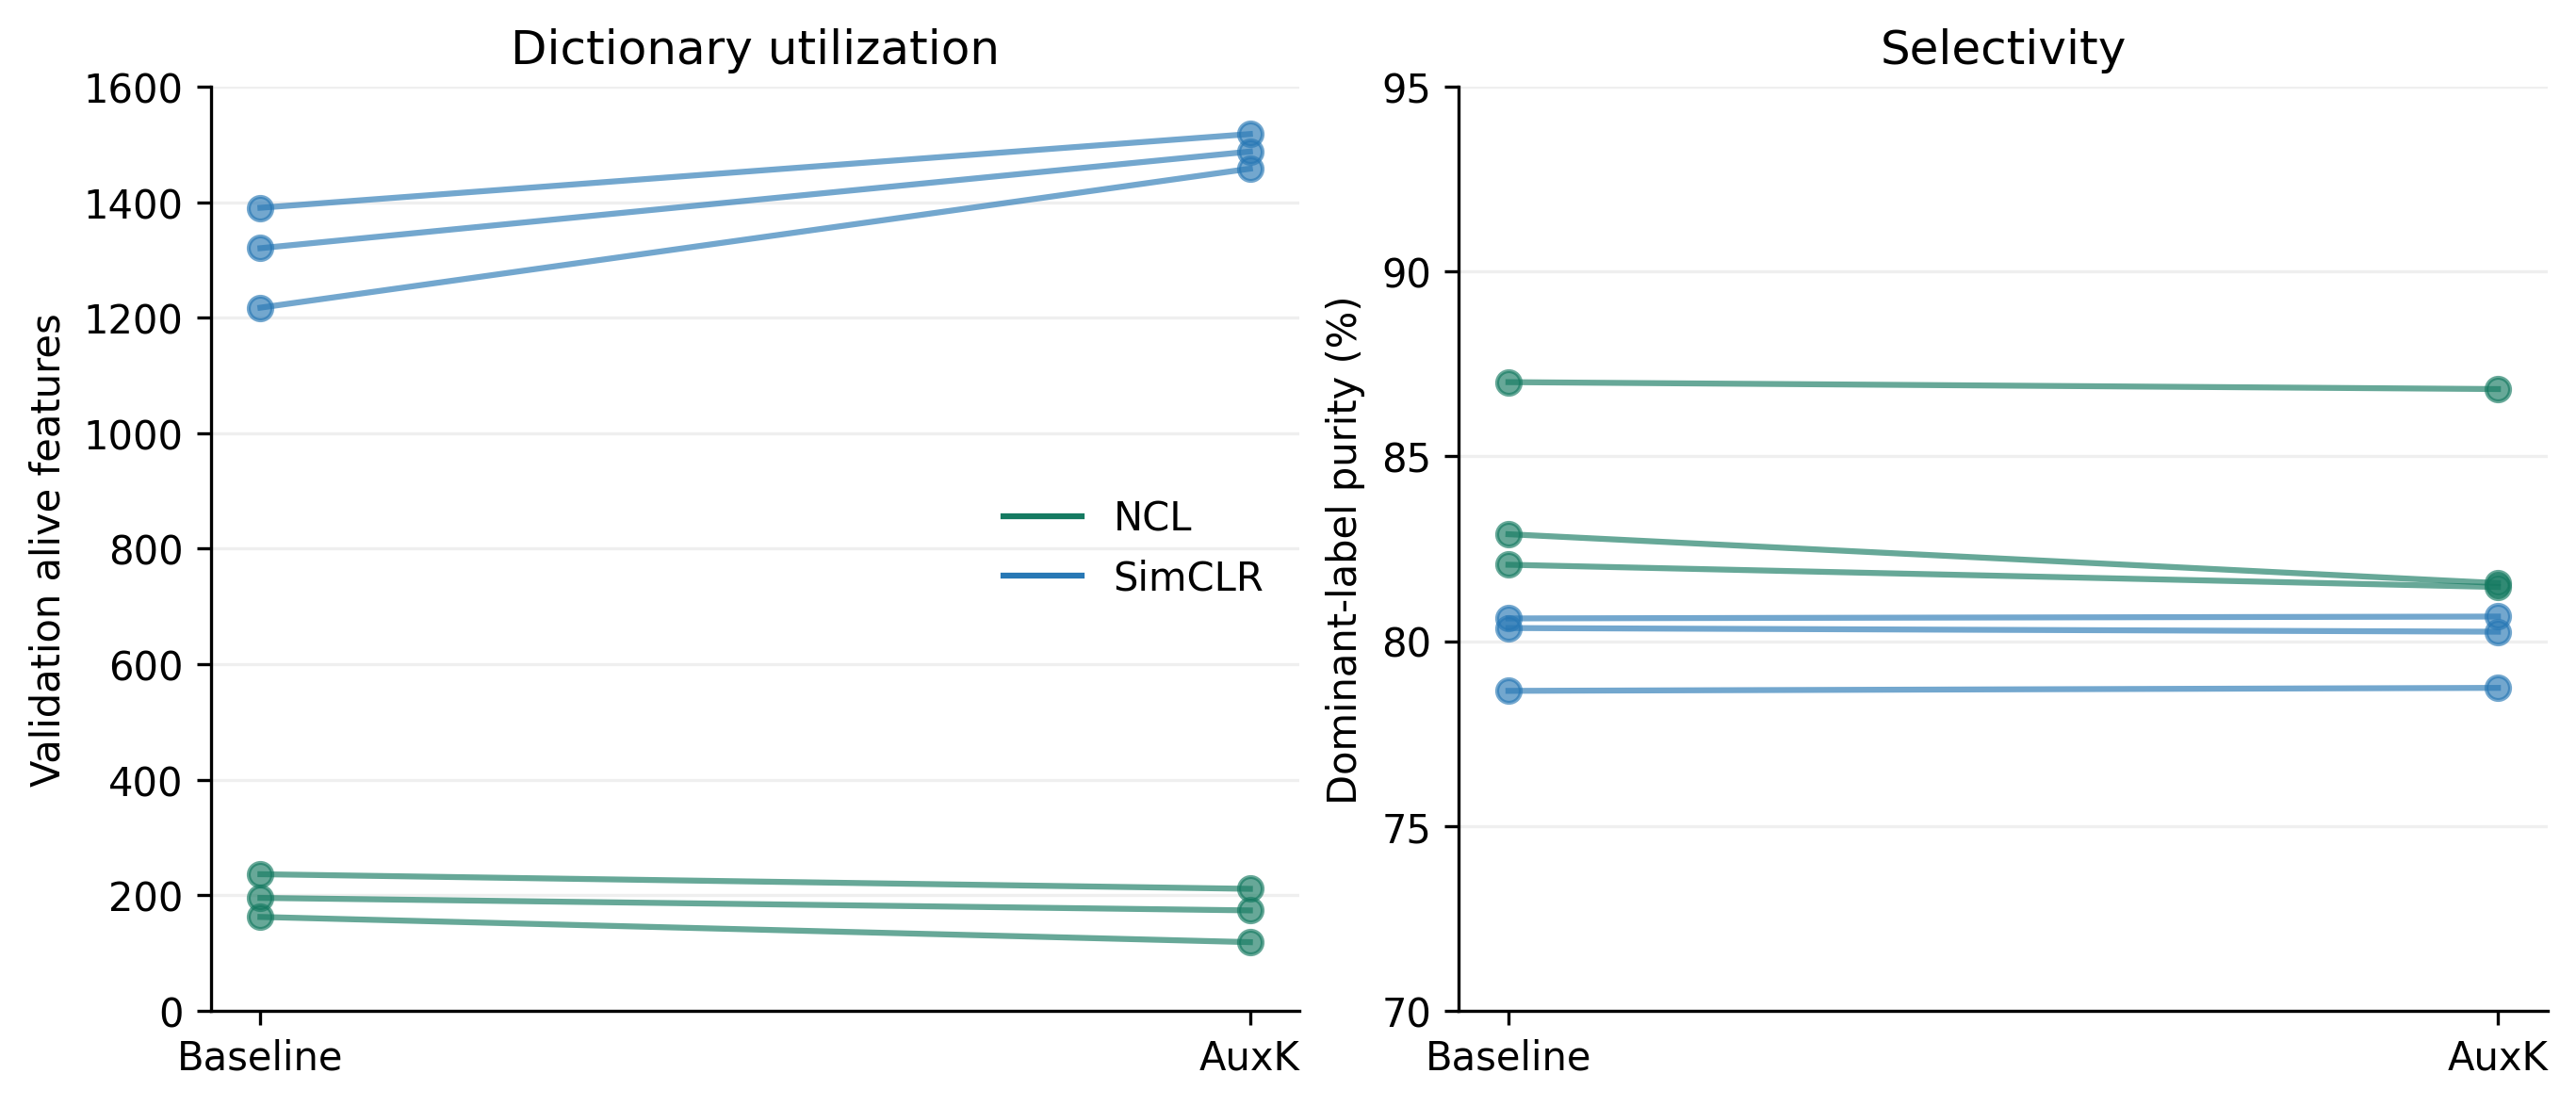 Dictionary utilization
Validation alive features
1600
1400
1200
1000
800
600
400
200
0
Baseline
AuxK
NCL
SimCLR
Selectivity
Dominant-label purity (%)
95
90
85
80
75
70
Baseline
AuxK